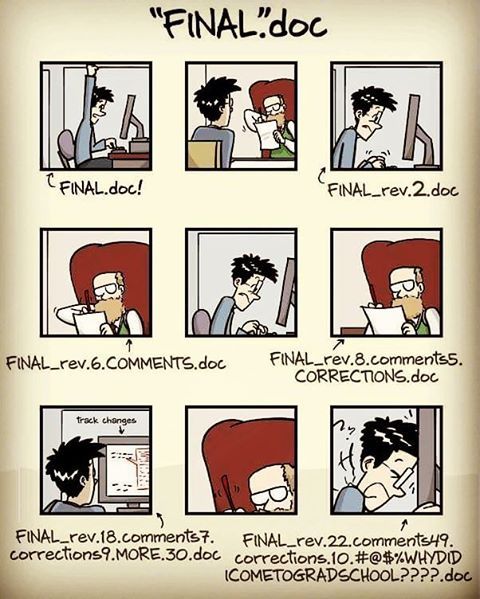 "FINAL".doc
FINAL.doc!
FINAL_rev.2.doc
FINAL_rev.6.COMMENTS.doc
FINAL_rev.8.comments5.
CORRECTIONS.doc
track changes
FINAL_rev.18.comments7.
corrections9.MORE.30.doc
FINAL_rev.22.comments49.
corrections.10.#@$%WHYDID
ICOMETOGRADSCHOOL????.doc